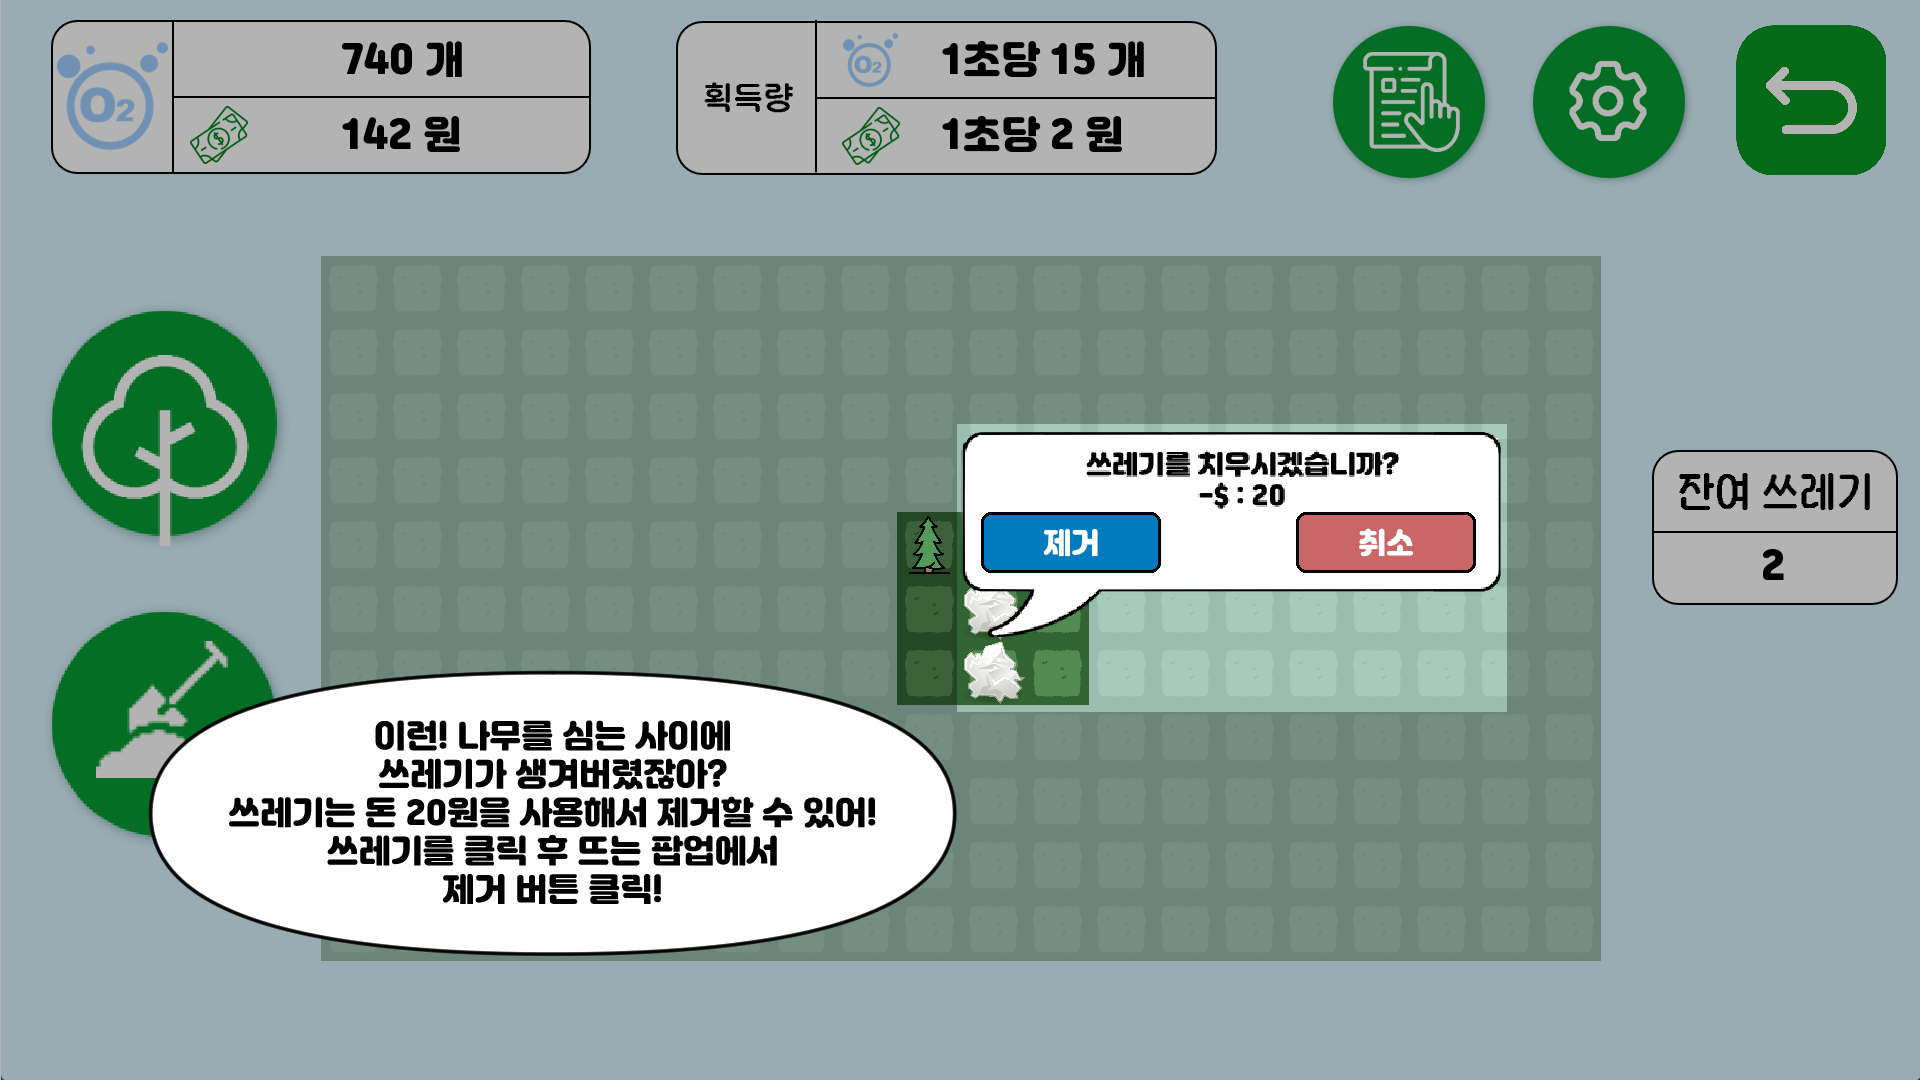 O2
740 개
142 원
획득량
O2
1초당 15 개
1초당 2 원
쓰레기를 치우시겠습니까?
-$ : 20
제거
취소
잔여 쓰레기
2
이런! 나무를 심는 사이에
쓰레기가 생겨버렸잖아?
쓰레기는 돈 20원을 사용해서 제거할 수 있어!
쓰레기를 클릭 후 뜨는 팝업에서
제거 버튼 클릭!